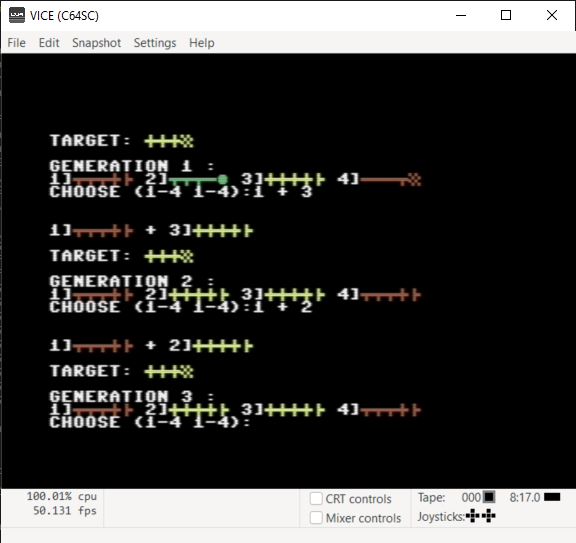 VICE (C64SC)
File Edit Snapshot Settings Help
TARGET:
GENERATION 1 :
1] 2] 3] 4]
CHOOSE (1-4 1-4):1 + 3
1] + 3]
TARGET:
GENERATION 2 :
1] 2] 3] 4]
CHOOSE (1-4 1-4):1 + 2
1] + 2]
TARGET:
GENERATION 3 :
1] 2] 3] 4]
CHOOSE (1-4 1-4):
100.01% cpu
50.131 fps
CRT controls
Mixer controls
Tape: 000 8:17.0
Joysticks: